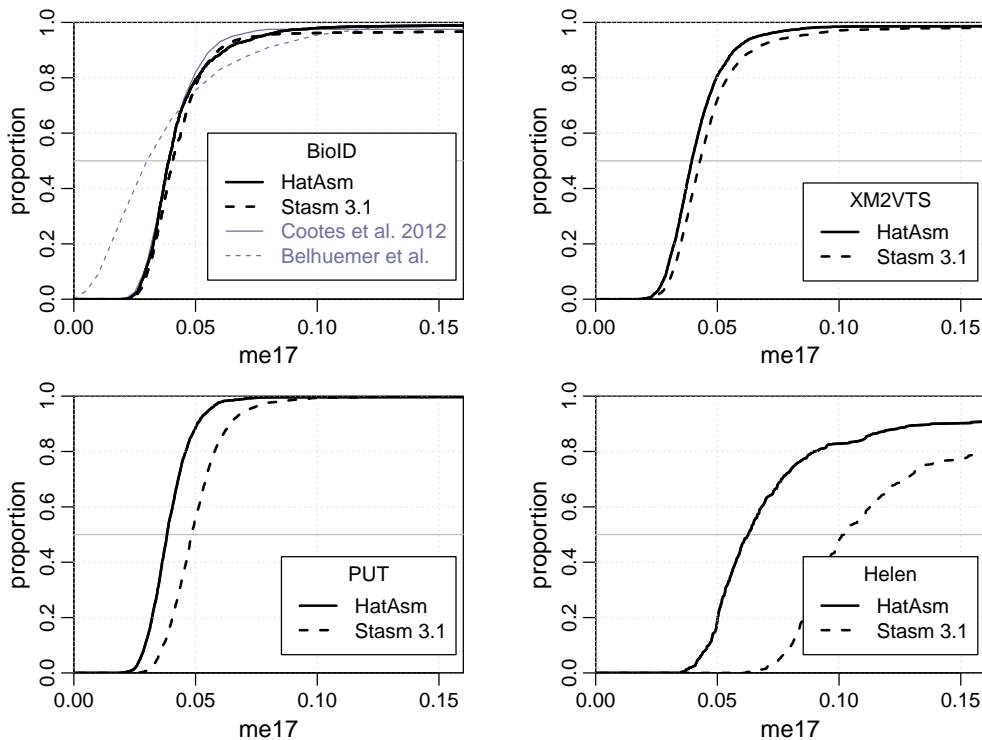 1.0
0.8
0.6
0.4
0.2
0.0
proportion
BioID
HatAsm
Stasm 3.1
Cootes et al. 2012
Belhuemer et al.
0.00 0.05 0.10 0.15
me17
1.0
0.8
0.6
0.4
0.2
0.0
proportion
XM2VTS
HatAsm
Stasm 3.1
0.00 0.05 0.10 0.15
me17
1.0
0.8
0.6
0.4
0.2
0.0
proportion
PUT
HatAsm
Stasm 3.1
0.00 0.05 0.10 0.15
me17
1.0
0.8
0.6
0.4
0.2
0.0
proportion
Helen
HatAsm
Stasm 3.1
0.00 0.05 0.10 0.15
me17